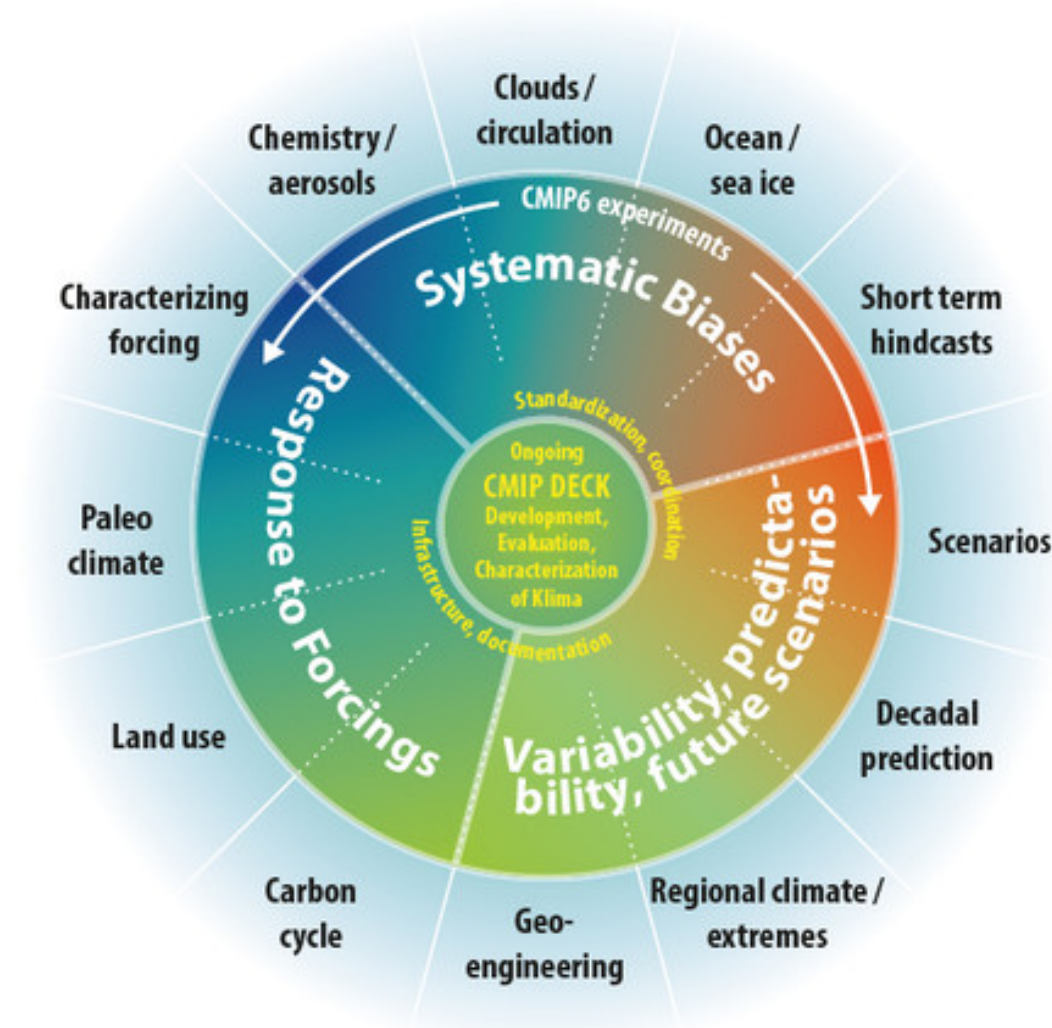 Clouds /
circulation
Ocean /
sea ice
Short term
hindcasts
Scenarios
Decadal
prediction
Regional climate /
extremes
Geo-
engineering
Carbon
cycle
Land use
Paleo
climate
Characterizing
forcing
Chemistry /
aerosols
CMIP6 experiments
Systematic Biases
Variability, predicta-
bility, future scenarios
Response to Forcings
Standardization, coordination
Infrastructure, documentation
Ongoing
CMIP DECK
Development,
Evaluation,
Characterization
of Klima